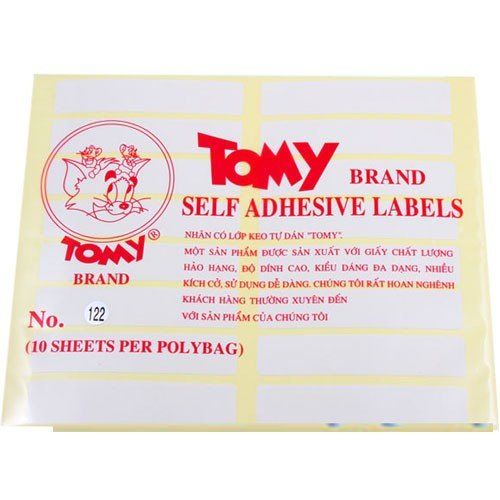 TOMY BRAND
SELF ADHESIVE LABELS
NHÃN CÓ LỚP KEO TỰ DÁN "TOMY".
MỘT SẢN PHẨM ĐƯỢC SẢN XUẤT VỚI GIẤY CHẤT LƯỢNG
HẢO HẠNG, ĐỘ DÍNH CAO, KIỂU DÁNG ĐA DẠNG, NHIỀU
KÍCH CỞ, SỬ DỤNG DỄ DÀNG. CHÚNG TÔI RẤT HOAN NGHÊNH
KHÁCH HÀNG THƯỜNG XUYÊN ĐẾN
VỚI SẢN PHẨM CỦA CHÚNG TÔI
TOMY®
BRAND
No. 122
(10 SHEETS PER POLYBAG)